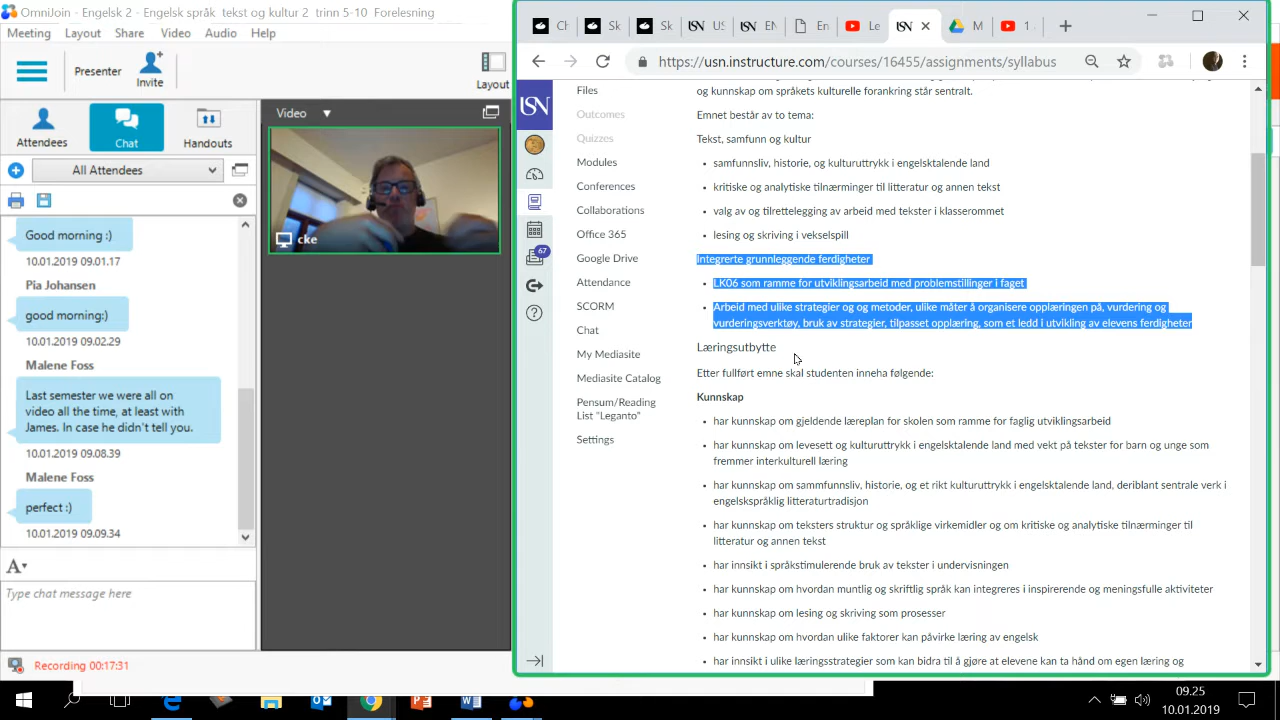 OmniJoin - Engelsk 2 - Engelsk språk tekst og kultur 2 trinn 5-10 Forelesning
Meeting Layout Share Video Audio Help
Presenter
Invite
Layout
Attendees
Chat
Handouts
All Attendees
Good morning :)
10.01.2019 09.01.17
Pia Johansen
good morning:)
10.01.2019 09.02.29
Malene Foss
Last semester we were all on
video all the time, at least with
James. In case he didn't tell you.
10.01.2019 09.08.39
Malene Foss
perfect :)
10.01.2019 09.09.34
A
Type chat message here
Recording 00:17:31
Video
cke
Sk
Sk
US
EN
En
Le
USN
M
1
https://usn.instructure.com/courses/16455/assignments/syllabus
USN
67
Files
Outcomes
Quizzes
Modules
Conferences
Collaborations
Office 365
Google Drive
Attendance
SCORM
Chat
My Mediasite
Mediasite Catalog
Pensum/Reading
List "Leganto"
Settings
og kunnskap om språkets kulturelle forankring står sentralt.
Emnet består av to tema:
Tekst, samfunn og kultur
samfunnsliv, historie, og kulturuttrykk i engelsktalende land
kritiske og analytiske tilnærminger til litteratur og annen tekst
valg av og tilrettelegging av arbeid med tekster i klasserommet
lesing og skriving i vekselspill
Integrerte grunnleggende ferdigheter
LK06 som ramme for utviklingsarbeid med problemstillinger i faget
Arbeid med ulike strategier og og metoder, ulike måter å organisere opplæringen på, vurdering og
vurderingsverktøy, bruk av strategier, tilpasset opplæring, som et ledd i utvikling av elevens ferdigheter
Læringsutbytte
Etter fullført emne skal studenten inneha følgende:
Kunnskap
har kunnskap om gjeldende læreplan for skolen som ramme for faglig utviklingsarbeid
har kunnskap om levesett og kulturuttrykk i engelsktalende land med vekt på tekster for barn og unge som
fremmer interkulturell læring
har kunnskap om sammfunnsliv, historie, og et rikt kulturuttrykk i engelsktalende land, deriblant sentrale verk i
engelskspråklig litteraturtradisjon
har kunnskap om teksters struktur og språklige virkemidler og om kritiske og analytiske tilnærminger til
litteratur og annen tekst
har innsikt i språkstimulerende bruk av tekster i undervisningen
har kunnskap om hvordan muntlig og skriftlig språk kan integreres i inspirerende og meningsfulle aktiviteter
har kunnskap om lesing og skriving som prosesser
har kunnskap om hvordan ulike faktorer kan påvirke læring av engelsk
har innsikt i ulike læringsstrategier som kan bidra til å gjøre at elevene kan ta hånd om egen læring og
09.25
10.01.2019